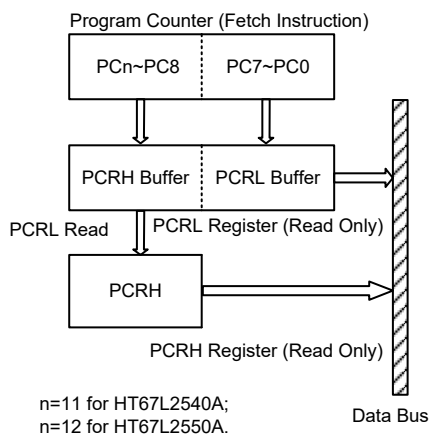 Program Counter (Fetch Instruction)
PCn~PC8
PC7~PC0
PCRH Buffer
PCRL Buffer
PCRL Read
PCRL Register (Read Only)
PCRH
PCRH Register (Read Only)
n=11 for HT67L2540A;
n=12 for HT67L2550A.
Data Bus